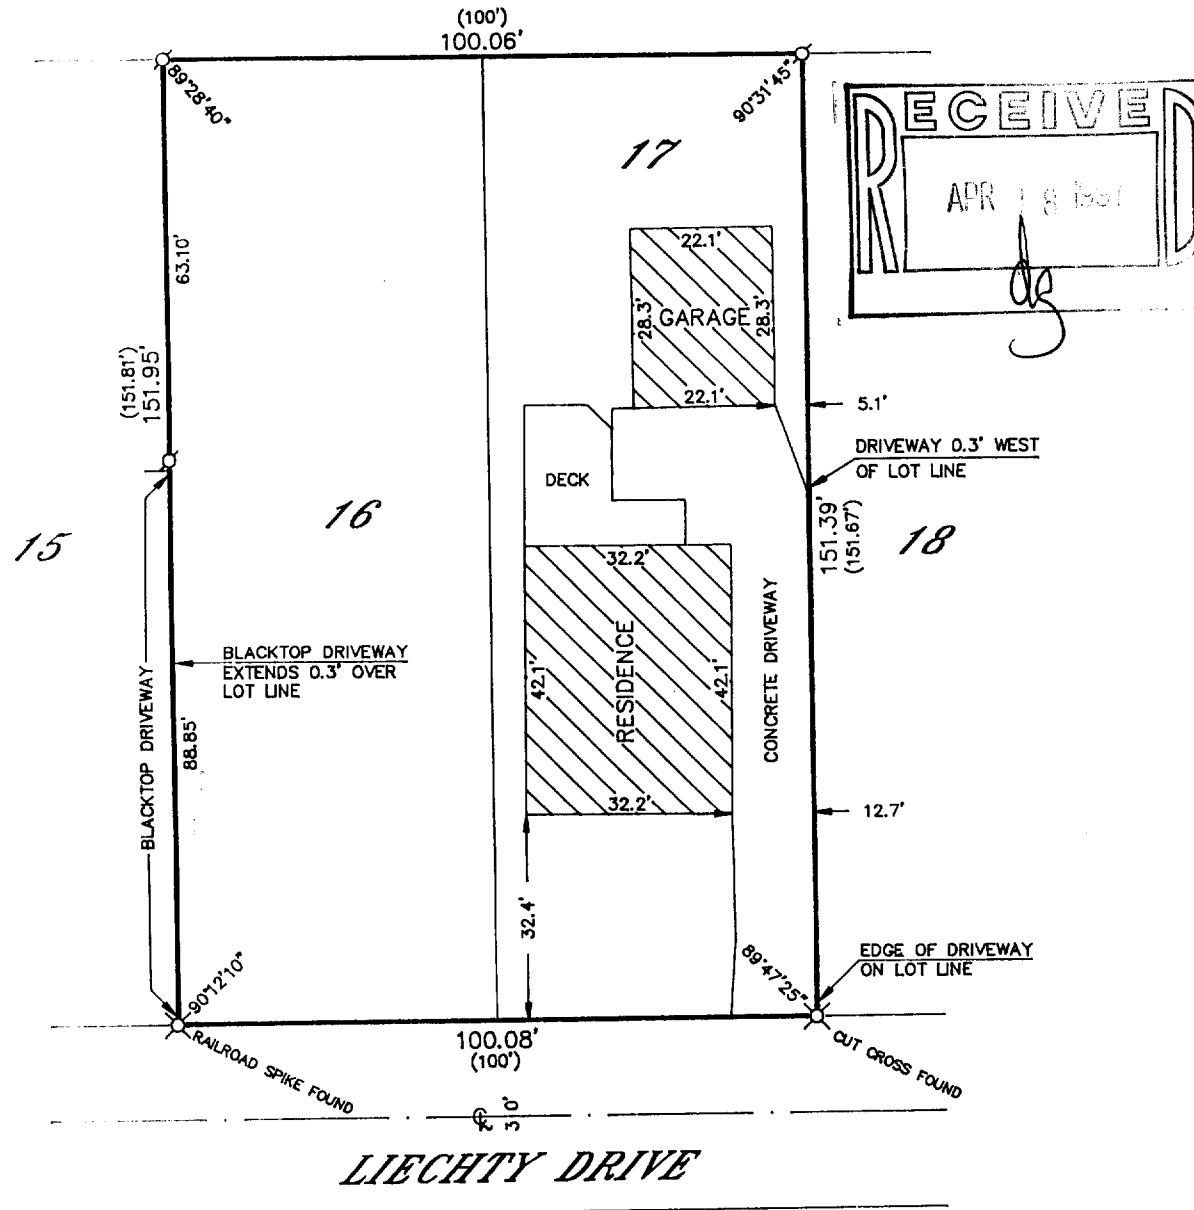 (100')
100.06'
89°28'40"
90°31'45"
RECEIVED
APR 18
17
63.10'
22.1'
28.3'
GARAGE
28.3'
22.1'
5.1'
(151.81')
151.95'
DRIVEWAY 0.3' WEST
OF LOT LINE
DECK
15
16
151.39'
(151.67')
18
32.2'
BLACKTOP DRIVEWAY
EXTENDS 0.3' OVER
LOT LINE
42.1'
RESIDENCE
42.1'
CONCRETE DRIVEWAY
BLACKTOP DRIVEWAY
88.85'
32.2'
12.7'
32.4'
90°12'10"
89°47'25"
EDGE OF DRIVEWAY
ON LOT LINE
RAILROAD SPIKE FOUND
100.08'
(100')
CUT CROSS FOUND
LIECHTY DRIVE